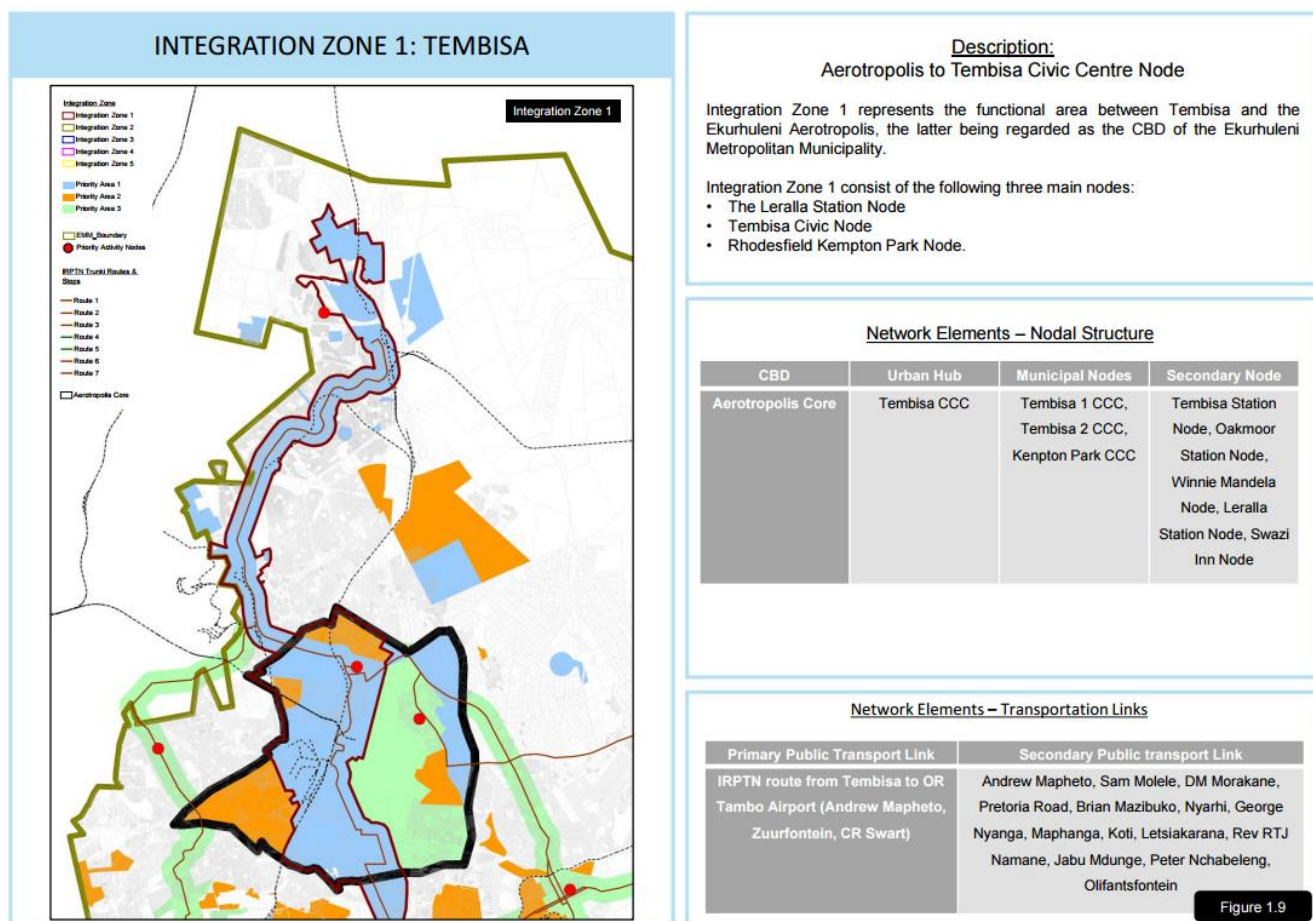 INTEGRATION ZONE 1: TEMBISA
Integration Zone 1
Integration Zone
Integration Zone 1
Integration Zone 2
Integration Zone 3
Integration Zone 4
Integration Zone 5
Priority Area 1
Priority Area 2
Priority Area 3
EMM_Boundary
Priority Activity Nodes
IRPTN Trunk Routes &
Stops
Route 1
Route 2
Route 3
Route 4
Route 5
Route 6
Route 7
Aerotropolis Core
Description:
Aerotropolis to Tembisa Civic Centre Node
Integration Zone 1 represents the functional area between Tembisa and the
Ekurhuleni Aerotropolis, the latter being regarded as the CBD of the Ekurhuleni
Metropolitan Municipality.
Integration Zone 1 consist of the following three main nodes:
• The Leralla Station Node
• Tembisa Civic Node
• Rhodesfield Kempton Park Node.
Network Elements – Nodal Structure
CBD Urban Hub Municipal Nodes Secondary Node
Aerotropolis Core Tembisa CCC Tembisa 1 CCC, Tembisa Station
Tembisa 2 CCC, Node, Oakmoor
Kenpton Park CCC Station Node,
Winnie Mandela
Node, Leralla
Station Node, Swazi
Inn Node
Network Elements – Transportation Links
Primary Public Transport Link Secondary Public transport Link
IRPTN route from Tembisa to OR Andrew Mapheto, Sam Molele, DM Morakane,
Tambo Airport (Andrew Mapheto, Pretoria Road, Brian Mazibuko, Nyarhi, George
Zuurfontein, CR Swart) Nyanga, Maphanga, Koti, Letsiakarana, Rev RTJ
Namane, Jabu Mdunge, Peter Nchabeleng,
Olifantsfontein
Figure 1.9